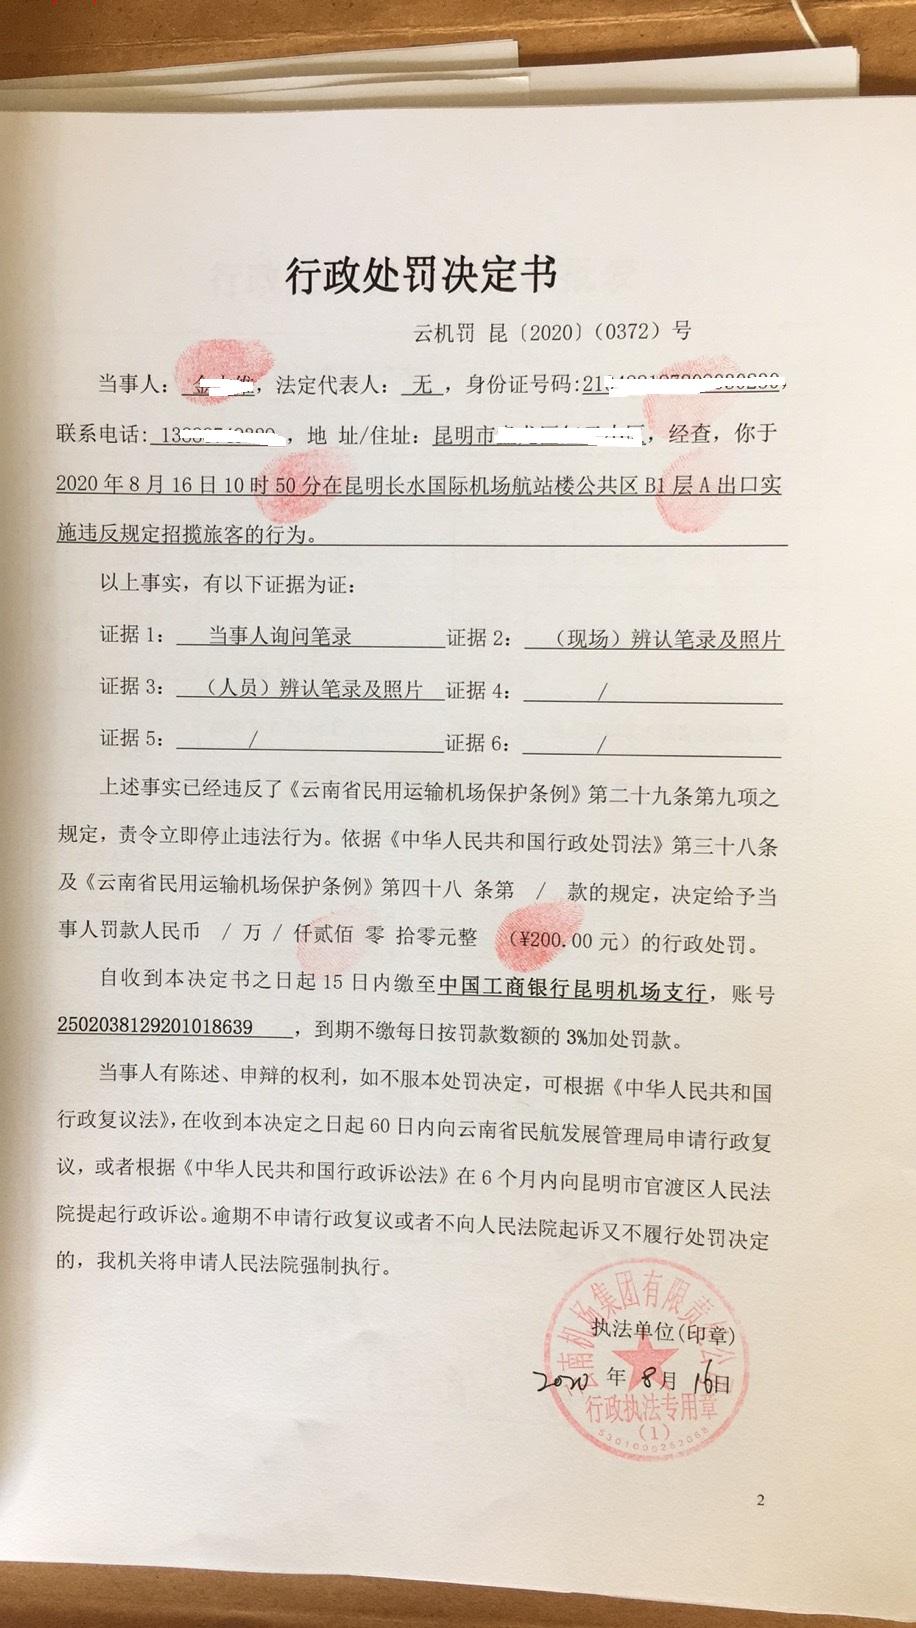 行政处罚决定书
云机罚 昆〔2020〕（0372）号
当事人： 金，法定代表人： 无 ，身份证号码:21
联系电话: 13 ，地 址/住址：昆明市 ，经查，你于
2020年8月16日10时50分在昆明长水国际机场航站楼公共区B1层A出口实
施违反规定招揽旅客的行为。
以上事实，有以下证据为证：
证据1： 当事人询问笔录 证据2： （现场）辨认笔录及照片
证据3： （人员）辨认笔录及照片 证据4： /
证据5： / 证据6： /
上述事实已经违反了《云南省民用运输机场保护条例》第二十九条第九项之
规定，责令立即停止违法行为。依据《中华人民共和国行政处罚法》第三十八条
及《云南省民用运输机场保护条例》第四十八 条第 / 款的规定，决定给予当
事人罚款人民币 / 万 / 仟贰佰 零 拾零元整 （¥200.00元）的行政处罚。
自收到本决定书之日起15日内缴至中国工商银行昆明机场支行，账号
2502038129201018639 ，到期不缴每日按罚款数额的3%加处罚款。
当事人有陈述、申辩的权利，如不服本处罚决定，可根据《中华人民共和国
行政复议法》，在收到本决定之日起60日内向云南省民航发展管理局申请行政复
议，或者根据《中华人民共和国行政诉讼法》在6个月内向昆明市官渡区人民法
院提起行政诉讼。逾期不申请行政复议或者不向人民法院起诉又不履行处罚决定
的，我机关将申请人民法院强制执行。
云南机场集团有限责任公司
执法单位(印章)
2020 年 8月 16日
行政执法专用章
（1）
5301000262068
2